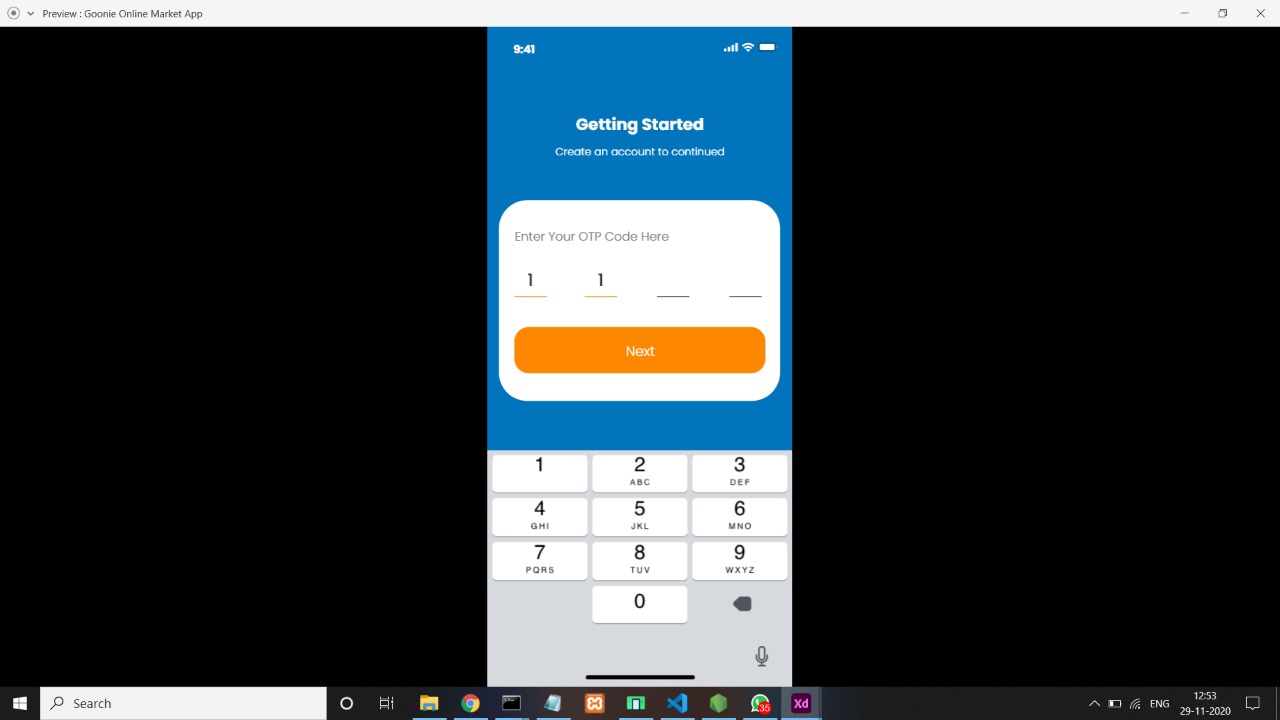 Preview : Goonie Online Market App
9:41
Getting Started
Create an account to continued
Enter Your OTP Code Here
1 1
Next
1 2 3
ABC DEF
4 5 6
GHI JKL MNO
7 8 9
PQRS TUV WXYZ
0
Search
35
Xd
ENG
12:53
29-11-2020